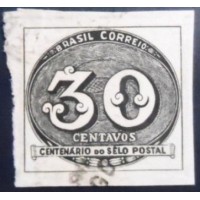 BRASIL CORREIO
30
CENTAVOS
CENTENÁRIO DO SÊLO POSTAL